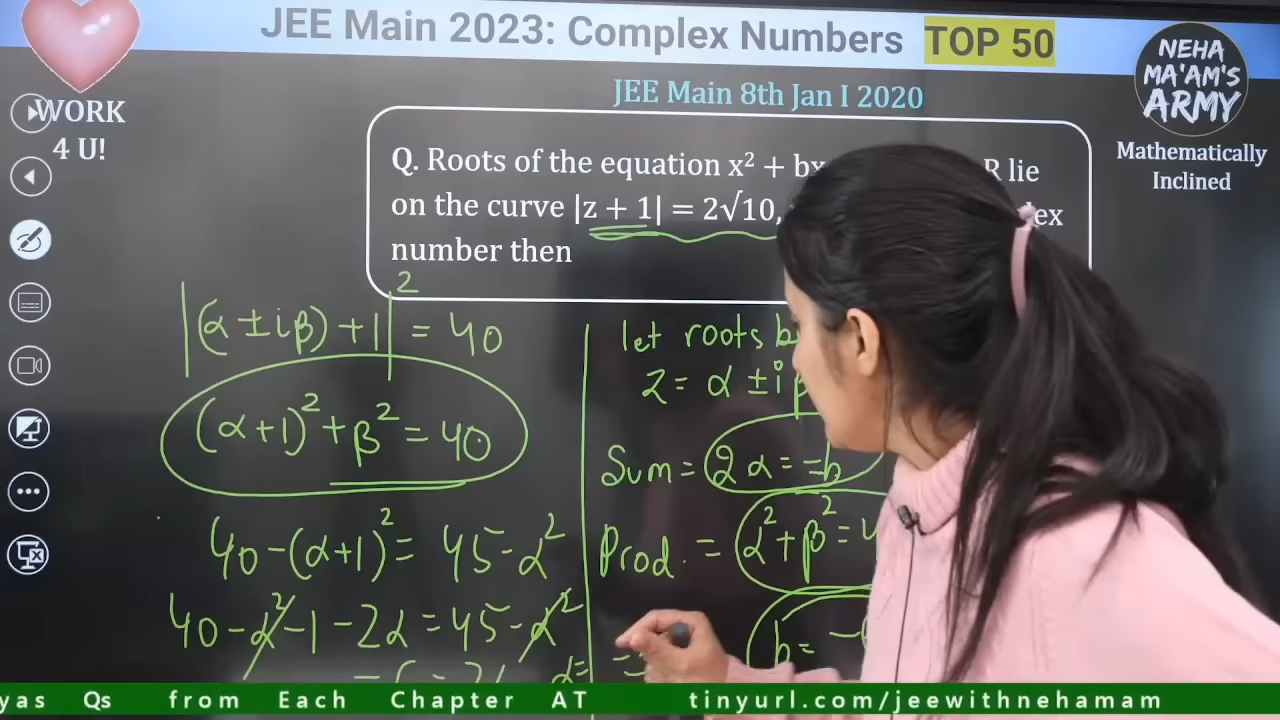 JEE Main 2023: Complex Numbers TOP 50
NEHA
MA'AM'S
ARMY
Mathematically
Inclined
WORK
4 U!
JEE Main 8th Jan I 2020
Q. Roots of the equation x² + bx R lie
on the curve |z + 1| = 2√10,
number then
|(α ± iβ) + 1|² = 40
(α+1)² + β² = 40
40 - (α+1)² = 45 - α²
40 - α² - 1 - 2α = 45 - α²
let roots
z = α ± i
Sum = 2α = -b
Prod. = α² + β² = 4
b = -
Qs from Each Chapter AT tinyurl.com/jeewithnehamam